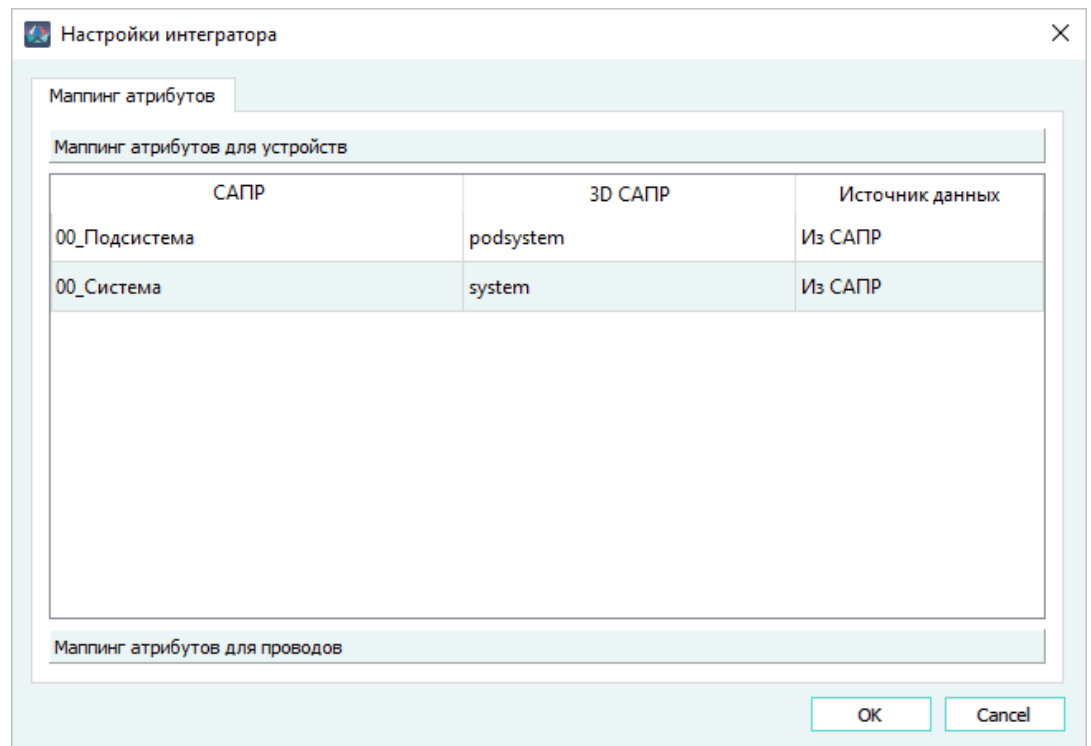 Настройки интегратора
Маппинг атрибутов
Маппинг атрибутов для устройств
САПР 3D САПР Источник данных
00_Подсистема podsystem Из САПР
00_Система system Из САПР
Маппинг атрибутов для проводов
OK Cancel